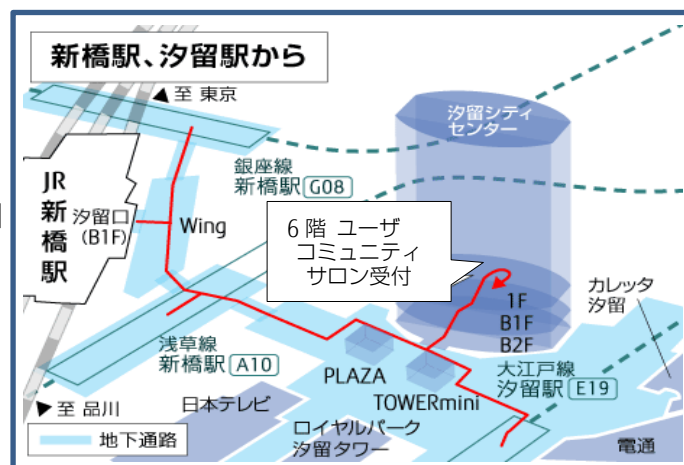 新橋駅、汐留駅から
至 東京
汐留シティ
センター
銀座線
新橋駅 G08
JR
新
橋
駅
汐留口
(B1F)
Wing
6階 ユーザ
コミュニティ
サロン受付
カレッタ
汐留
1F
B1F
B2F
浅草線
新橋駅 A10
大江戸線
汐留駅 E19
PLAZA
TOWERmini
至 品川
日本テレビ
ロイヤルパーク
汐留タワー
電通
地下通路